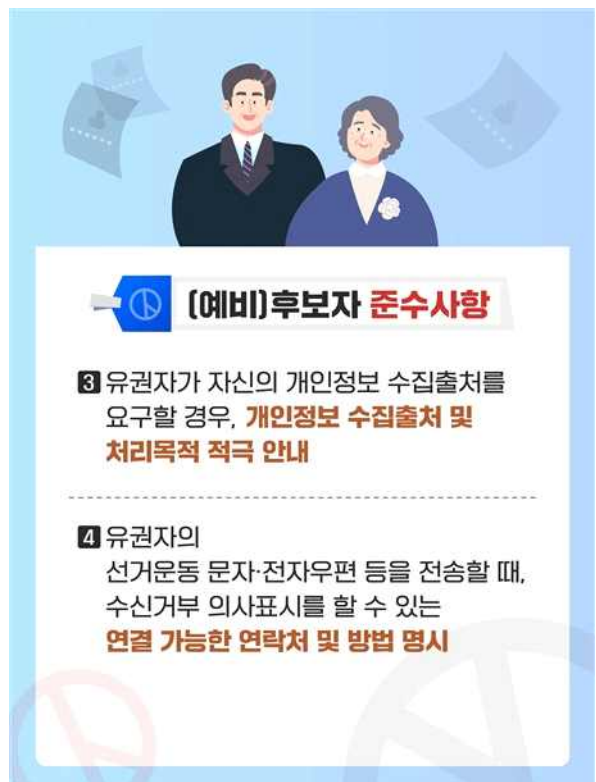 (예비)후보자 준수사항
3 유권자가 자신의 개인정보 수집출처를
요구할 경우, 개인정보 수집출처 및
처리목적 적극 안내
4 유권자의
선거운동 문자·전자우편 등을 전송할 때,
수신거부 의사표시를 할 수 있는
연결 가능한 연락처 및 방법 명시